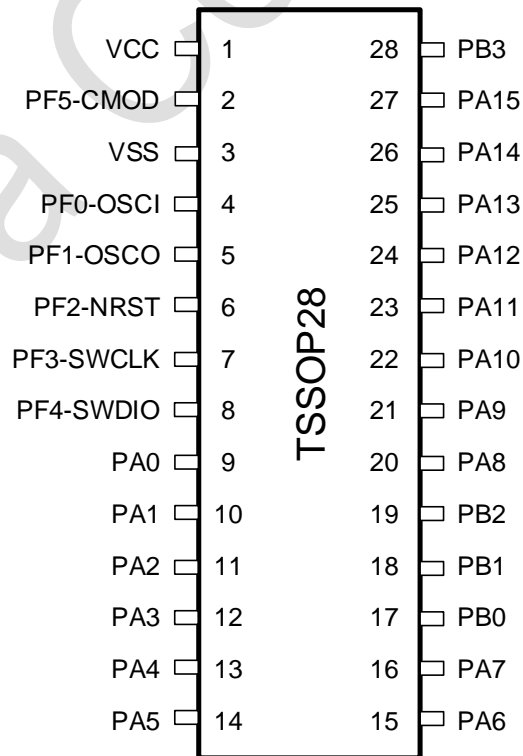 VCC 1 28 PB3
PF5-CMOD 2 27 PA15
VSS 3 26 PA14
PF0-OSCI 4 25 PA13
PF1-OSCO 5 24 PA12
PF2-NRST 6 23 PA11
PF3-SWCLK 7 22 PA10
PF4-SWDIO 8 21 PA9
PA0 9 20 PA8
PA1 10 19 PB2
PA2 11 18 PB1
PA3 12 17 PB0
PA4 13 16 PA7
PA5 14 15 PA6
TSSOP28